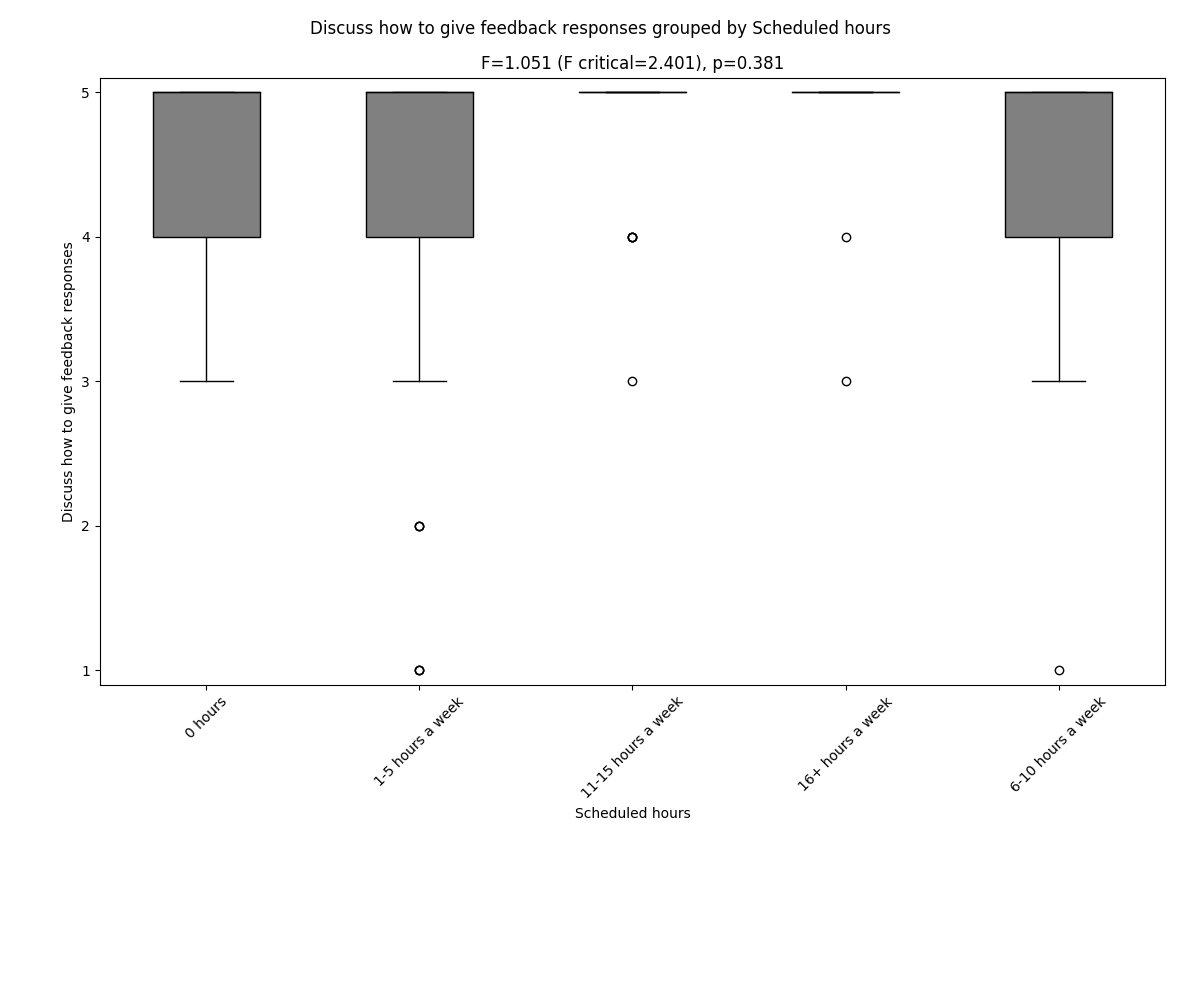 Discuss how to give feedback responses grouped by Scheduled hours
F=1.051 (F critical=2.401), p=0.381
Discuss how to give feedback responses
5
4
3
2
1
0 hours
1-5 hours a week
11-15 hours a week
16+ hours a week
6-10 hours a week
Scheduled hours